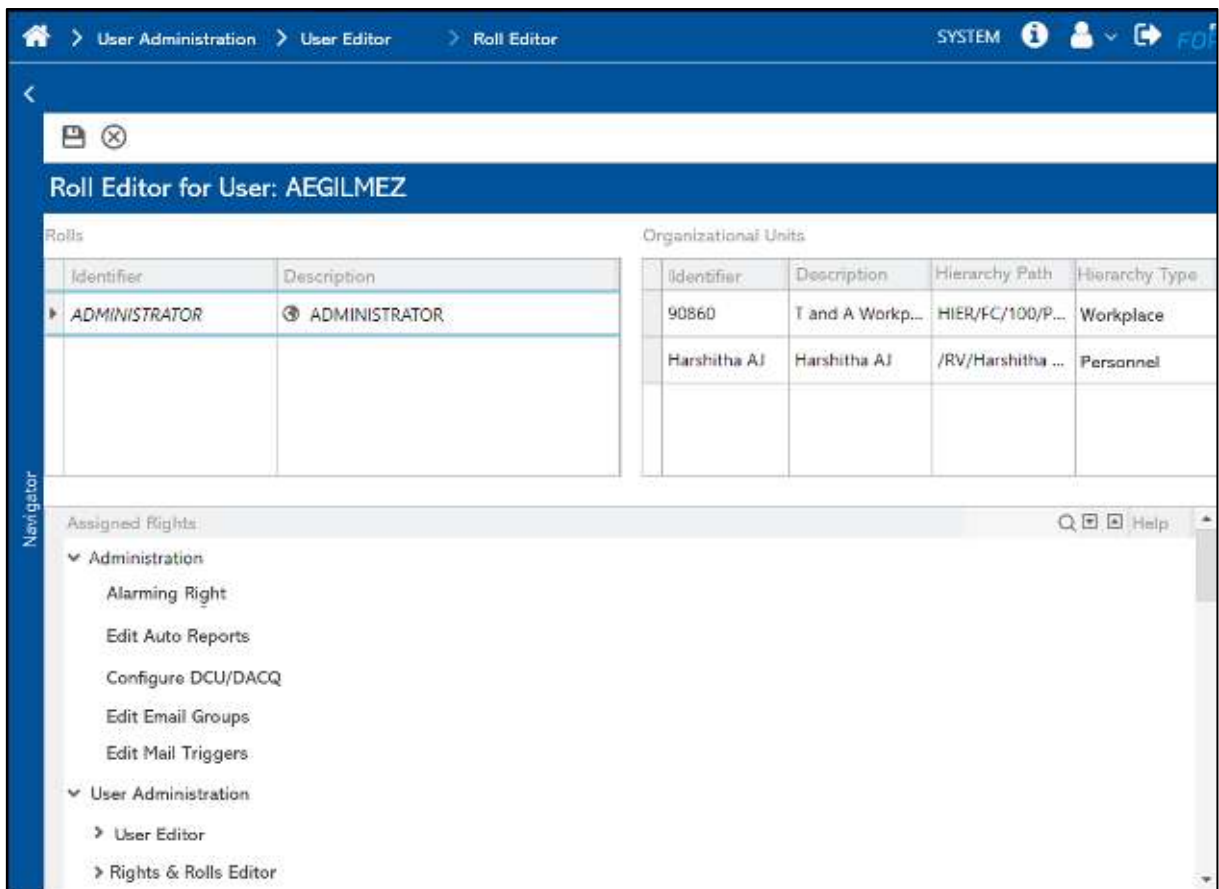 User Administration User Editor Roll Editor SYSTEM
Roll Editor for User: AEGILMEZ
Rolls
Identifier Description
ADMINISTRATOR ADMINISTRATOR
Organizational Units
Identifier Description Hierarchy Path Hierarchy Type
90860 T and A Workp... HIER/FC/100/P... Workplace
Harshitha AJ Harshitha AJ /RV/Harshitha ... Personnel
Navigator
Assigned Rights Help
Administration
Alarming Right
Edit Auto Reports
Configure DCU/DACQ
Edit Email Groups
Edit Mail Triggers
User Administration
User Editor
Rights & Rolls Editor